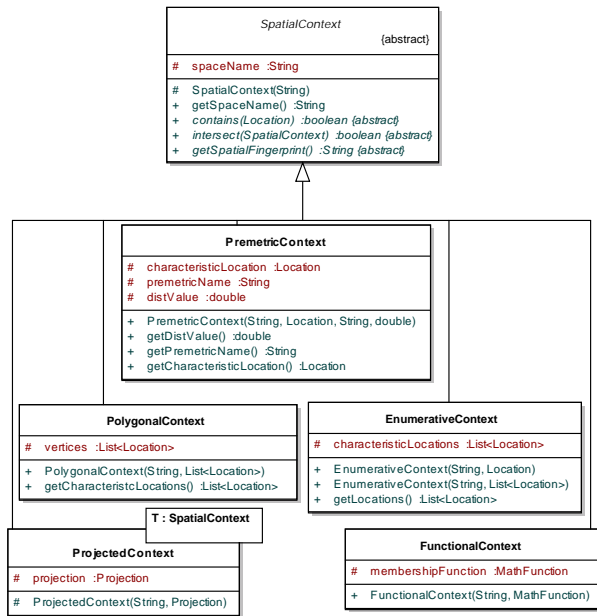 SpatialContext
{abstract}
# spaceName :String
# SpatialContext(String)
+ getSpaceName() :String
+ contains(Location) :boolean {abstract}
+ intersect(SpatialContext) :boolean {abstract}
+ getSpatialFingerprint() :String {abstract}
PremetricContext
# characteristicLocation :Location
# premetricName :String
# distValue :double
+ PremetricContext(String, Location, String, double)
+ getDistValue() :double
+ getPremetricName() :String
+ getCharacteristicLocation() :Location
PolygonalContext
# vertices :List<Location>
+ PolygonalContext(String, List<Location>)
+ getCharacteristcLocations() :List<Location>
EnumerativeContext
# characteristicLocations :List<Location>
+ EnumerativeContext(String, Location)
+ EnumerativeContext(String, List<Location>)
+ getLocations() :List<Location>
T : SpatialContext
ProjectedContext
# projection :Projection
# ProjectedContext(String, Projection)
FunctionalContext
# membershipFunction :MathFunction
+ FunctionalContext(String, MathFunction)